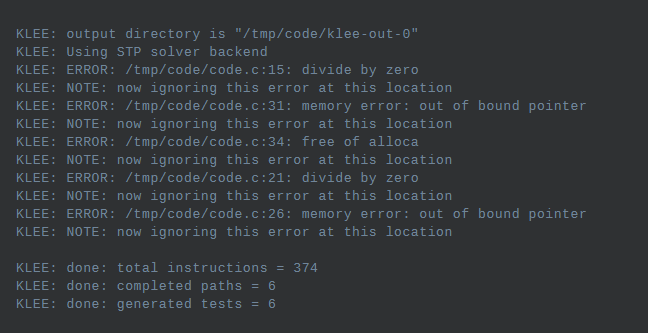 KLEE: output directory is "/tmp/code/klee-out-0"
KLEE: Using STP solver backend
KLEE: ERROR: /tmp/code/code.c:15: divide by zero
KLEE: NOTE: now ignoring this error at this location
KLEE: ERROR: /tmp/code/code.c:31: memory error: out of bound pointer
KLEE: NOTE: now ignoring this error at this location
KLEE: ERROR: /tmp/code/code.c:34: free of alloca
KLEE: NOTE: now ignoring this error at this location
KLEE: ERROR: /tmp/code/code.c:21: divide by zero
KLEE: NOTE: now ignoring this error at this location
KLEE: ERROR: /tmp/code/code.c:26: memory error: out of bound pointer
KLEE: NOTE: now ignoring this error at this location
KLEE: done: total instructions = 374
KLEE: done: completed paths = 6
KLEE: done: generated tests = 6